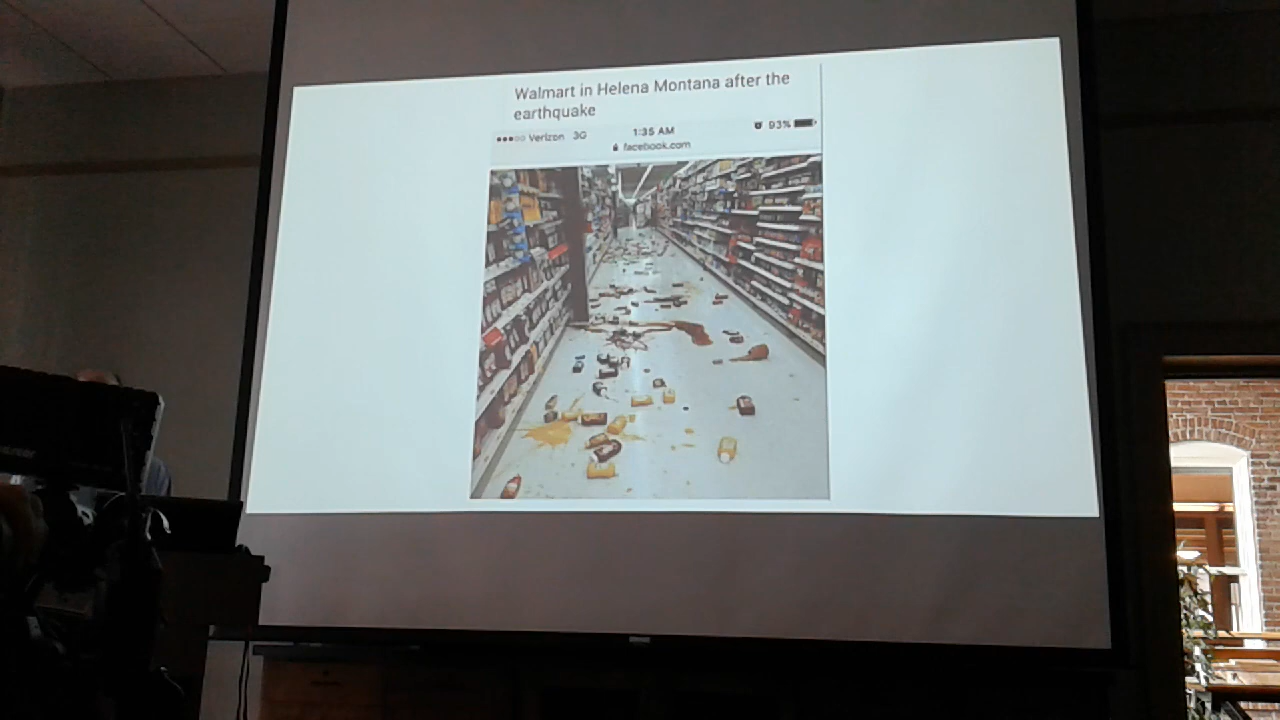 Walmart in Helena Montana after the
earthquake
Verizon 3G 1:35 AM 93%
facebook.com